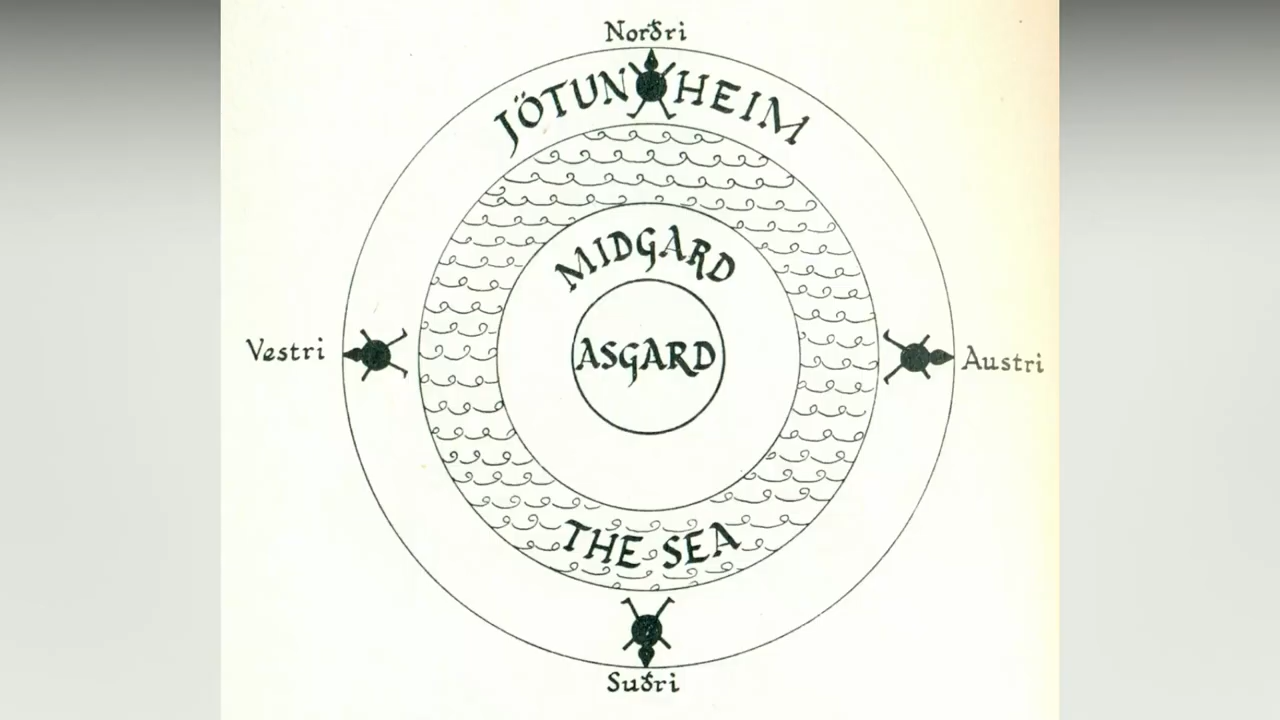 Norðri
JÖTUNHEIM
MIDGARD
Vestri
ASGARD
Austri
THE SEA
Suðri